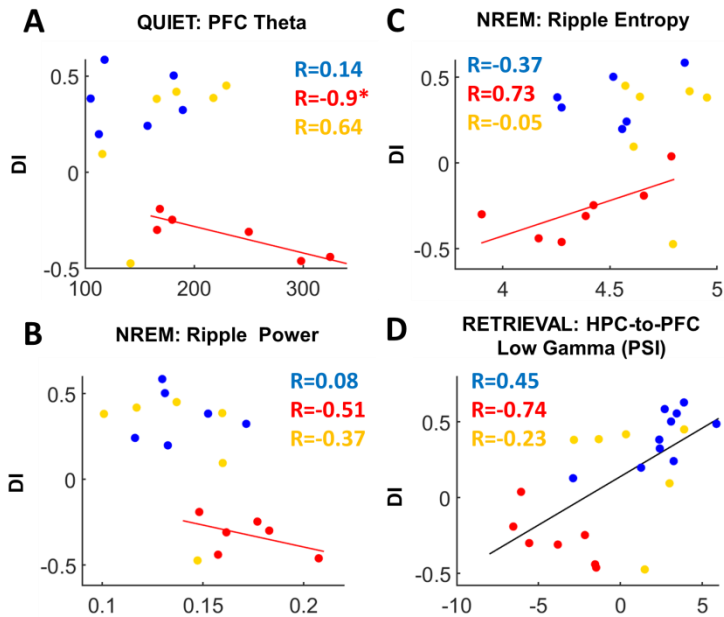 A
QUIET: PFC Theta
R=0.14
R=-0.9*
R=0.64
DI
0.5
0
-0.5
100
200
300
B
NREM: Ripple Power
R=0.08
R=-0.51
R=-0.37
DI
0.5
0
-0.5
0.1
0.15
0.2
C
NREM: Ripple Entropy
R=-0.37
R=0.73
R=-0.05
0.5
0
-0.5
4
4.5
5
D
RETRIEVAL: HPC-to-PFC
Low Gamma (PSI)
R=0.45
R=-0.74
R=-0.23
DI
0.5
0
-0.5
-10
-5
0
5